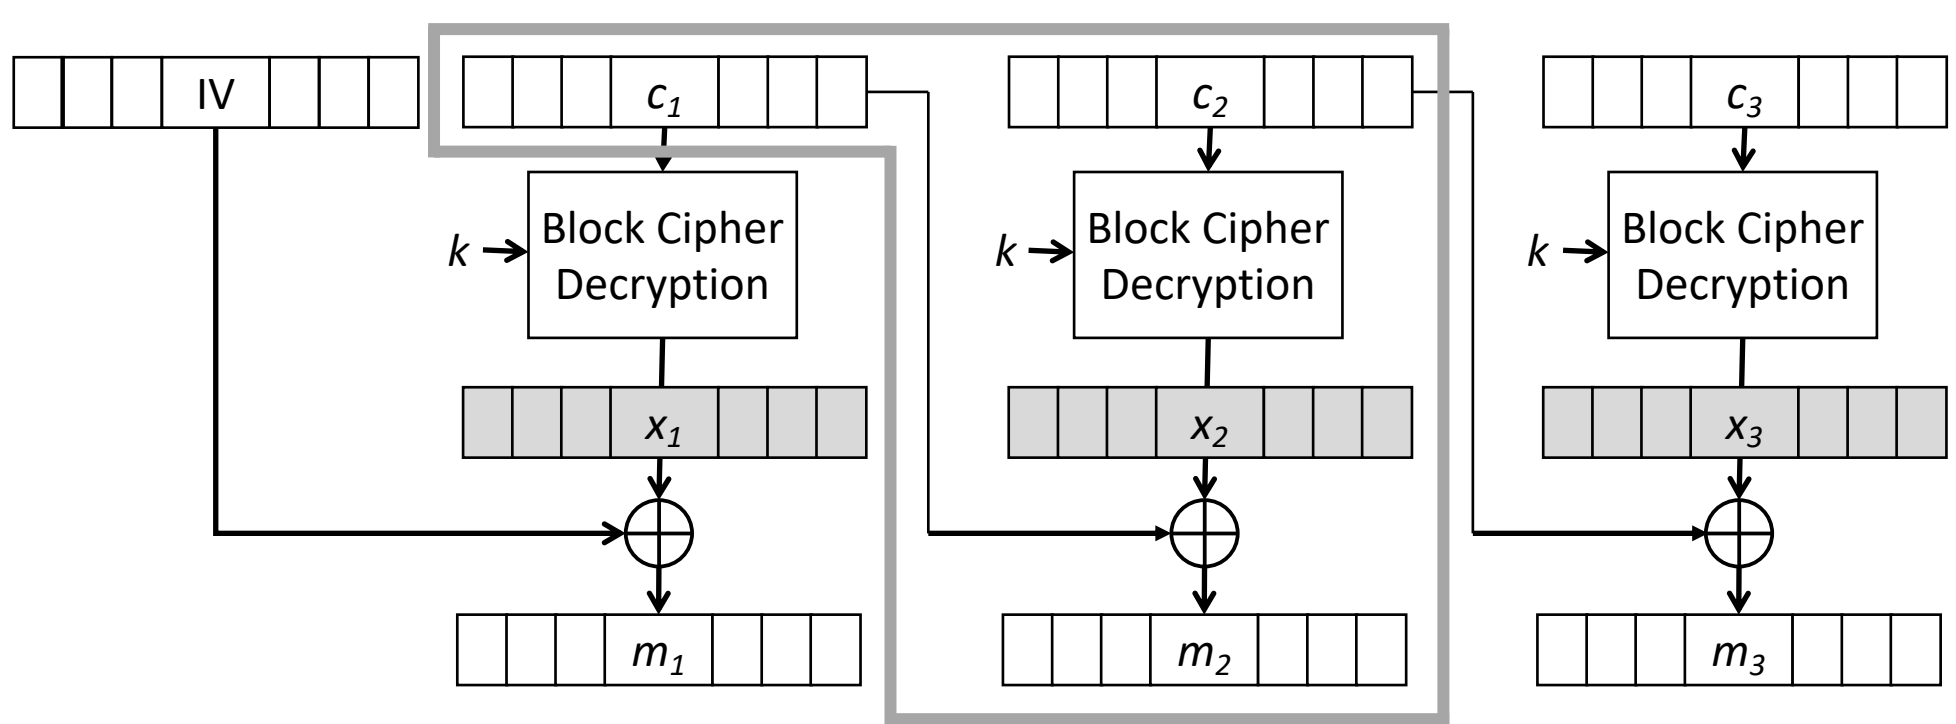 IV
c₁
c₂
c₃
k
Block Cipher
Decryption
k
Block Cipher
Decryption
k
Block Cipher
Decryption
x₁
x₂
x₃
m₁
m₂
m₃